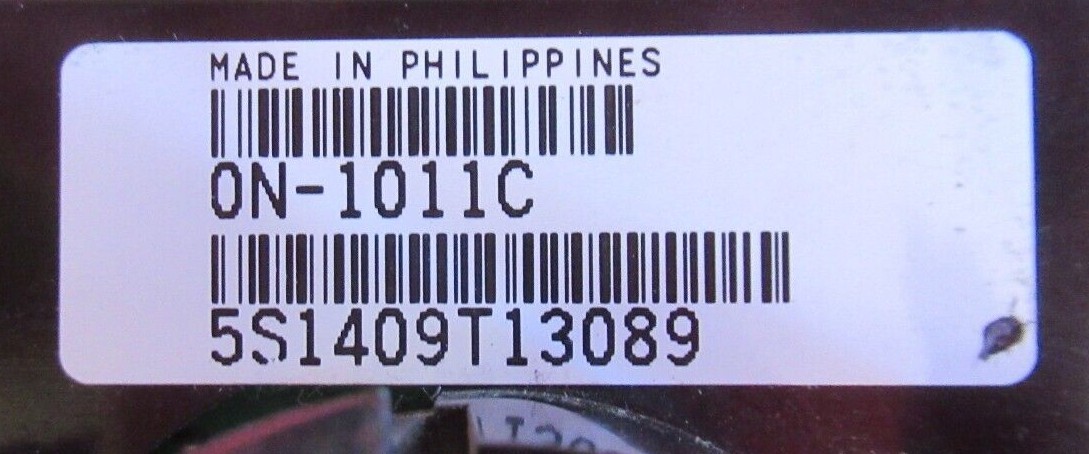 MADE IN PHILIPPINES
0N-1011C
5S1409T13089